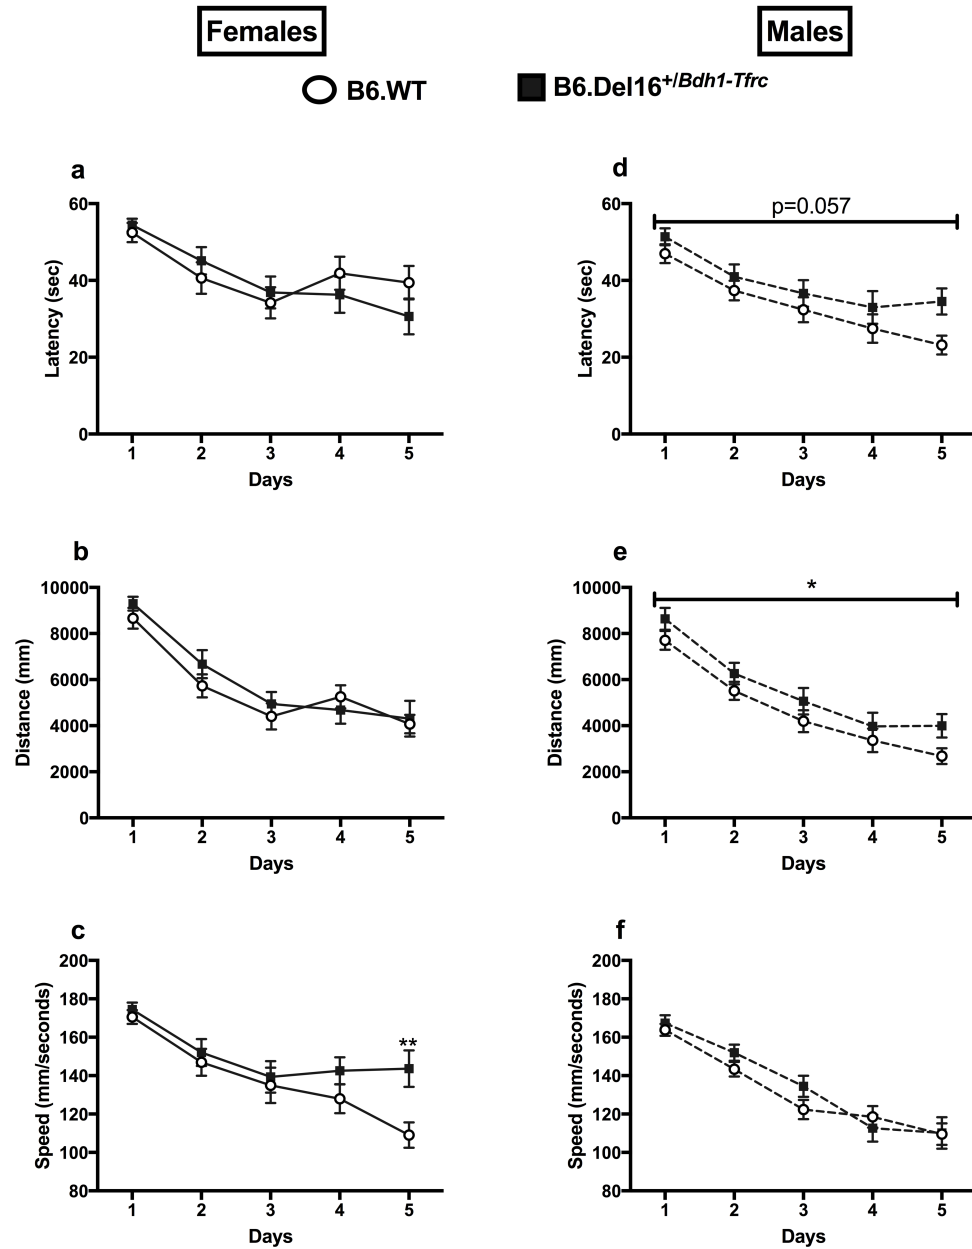 Females
Males
B6.WT
B6.Del16+/Bdh1-Tfrc
a
60
40
20
0
Latency (sec)
1 2 3 4 5
Days
d
p=0.057
60
40
20
0
Latency (sec)
1 2 3 4 5
Days
b
10000
8000
6000
4000
2000
0
Distance (mm)
1 2 3 4 5
Days
e
*
10000
8000
6000
4000
2000
0
Distance (mm)
1 2 3 4 5
Days
c
200
180
160
140
120
100
80
Speed (mm/seconds)
**
1 2 3 4 5
Days
f
200
180
160
140
120
100
80
Speed (mm/seconds)
1 2 3 4 5
Days